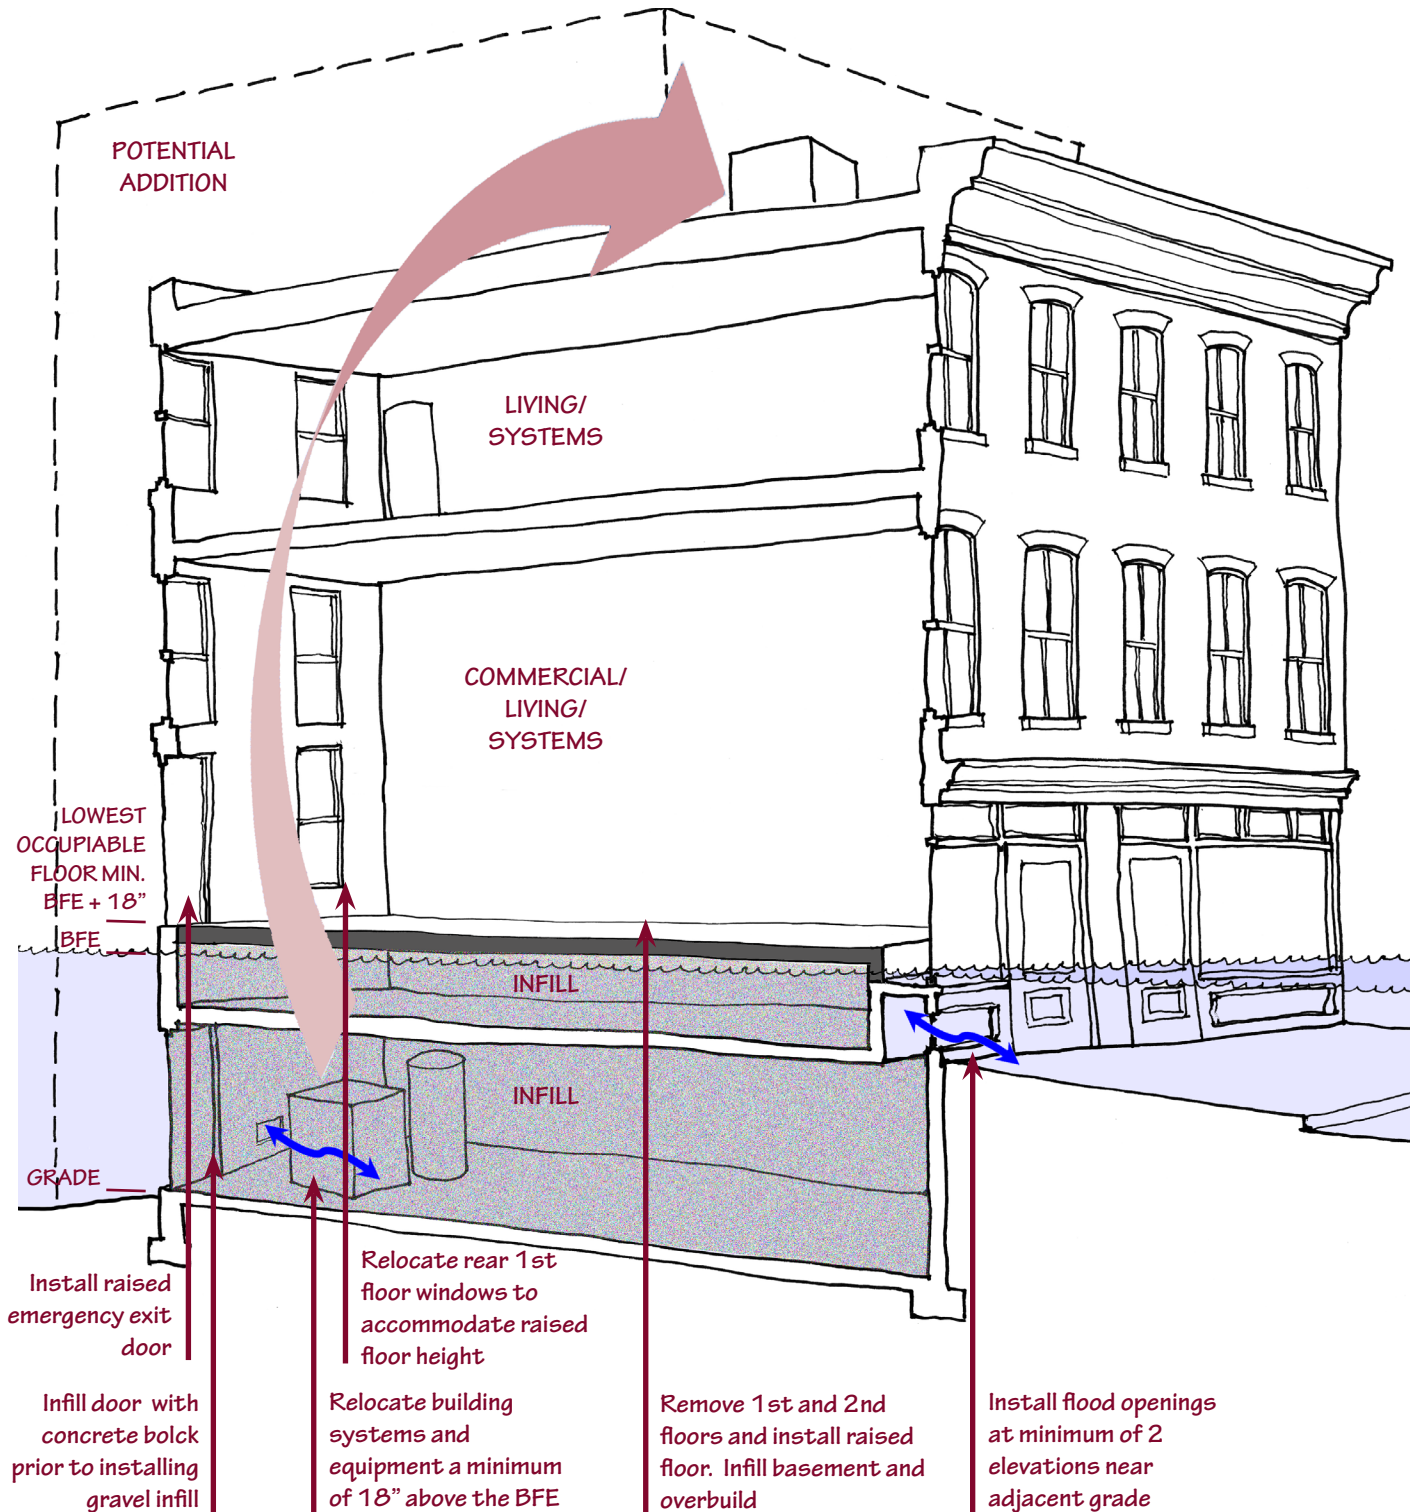 POTENTIAL
ADDITION
LIVING/
SYSTEMS
COMMERCIAL/
LIVING/
SYSTEMS
LOWEST
OCCUPIABLE
FLOOR MIN.
BFE + 18”
BFE
INFILL
INFILL
GRADE
Install raised
emergency exit
door
Relocate rear 1st
floor windows to
accommodate raised
floor height
Infill door with
concrete bolck
prior to installing
gravel infill
Relocate building
systems and
equipment a minimum
of 18” above the BFE
Remove 1st and 2nd
floors and install raised
floor. Infill basement and
overbuild
Install flood openings
at minimum of 2
elevations near
adjacent grade